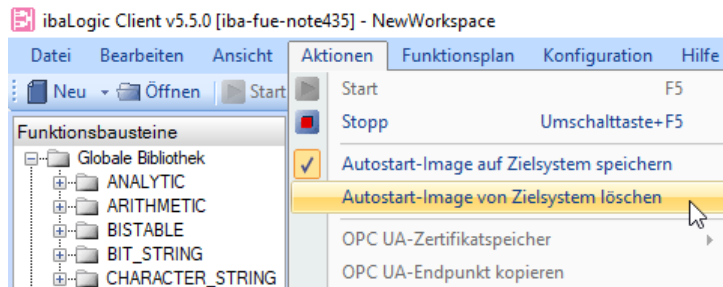 ibaLogic Client v5.5.0 [iba-fue-note435] - NewWorkspace
Datei Bearbeiten Ansicht Aktionen Funktionsplan Konfiguration Hilfe
Neu Öffnen Start
Start F5
Stopp Umschalttaste+F5
Autostart-Image auf Zielsystem speichern
Autostart-Image von Zielsystem löschen
OPC UA-Zertifikatspeicher
OPC UA-Endpunkt kopieren
Funktionsbausteine
Globale Bibliothek
ANALYTIC
ARITHMETIC
BISTABLE
BIT_STRING
CHARACTER_STRING